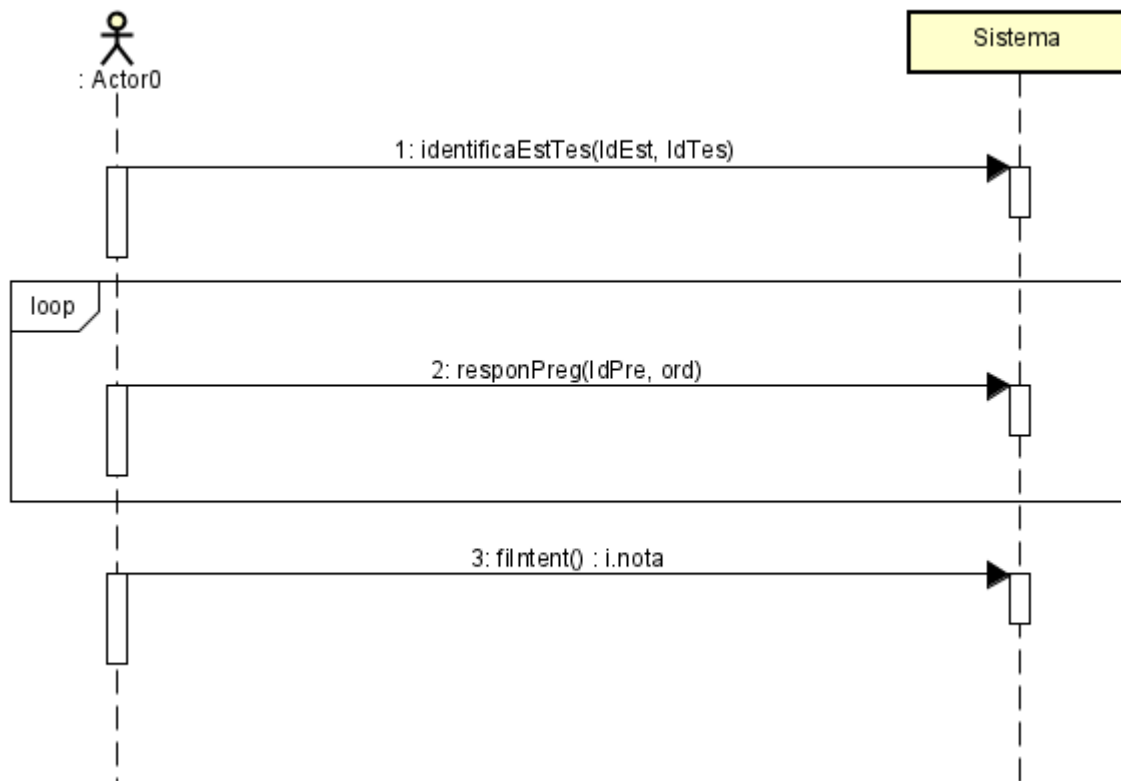 Sistema
: Actor0
1: identificaEstTes(IdEst, IdTes)
loop
2: responPreg(IdPre, ord)
3: fiIntent() : i.nota